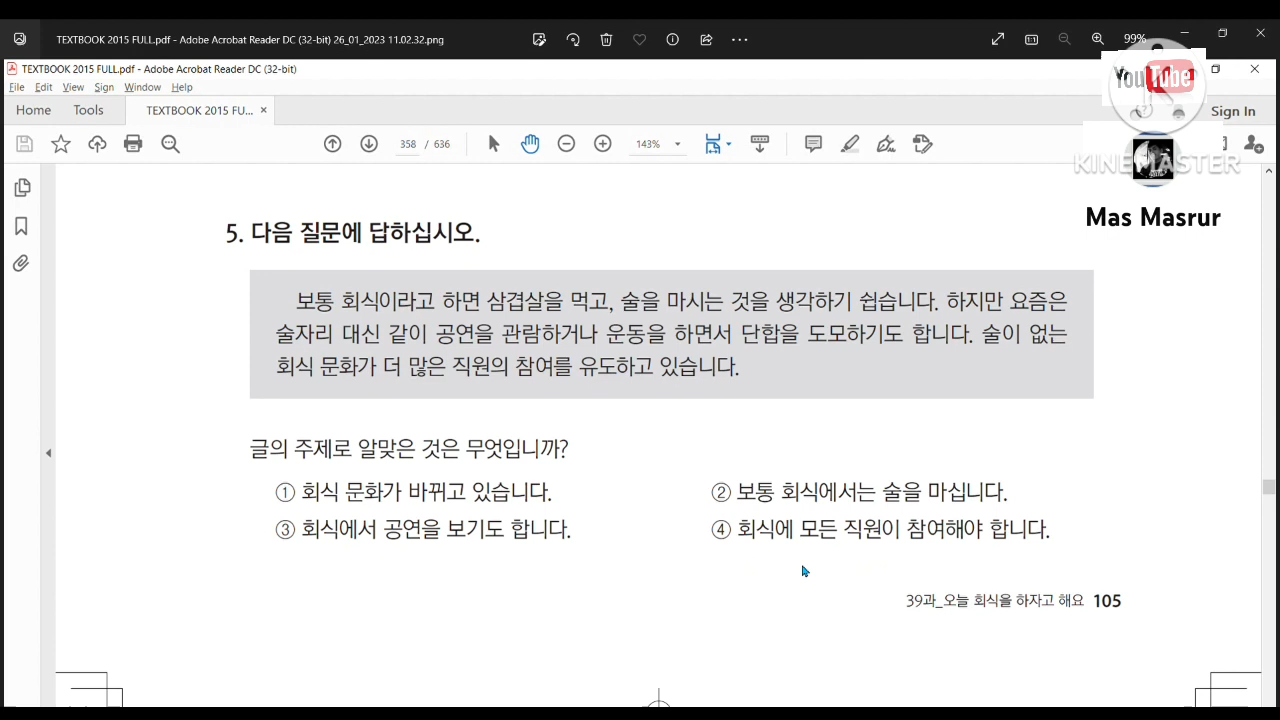 TEXTBOOK 2015 FULL.pdf - Adobe Acrobat Reader DC (32-bit) 26_01_2023 11.02.32.png
99%
TEXTBOOK 2015 FULL.pdf - Adobe Acrobat Reader DC (32-bit)
YouTube
File Edit View Sign Window Help
Home Tools TEXTBOOK 2015 FU... × Sign In
358 / 636 143%
KINEMASTER
Mas Masrur
5. 다음 질문에 답하십시오.
보통 회식이라고 하면 삼겹살을 먹고, 술을 마시는 것을 생각하기 쉽습니다. 하지만 요즘은
술자리 대신 같이 공연을 관람하거나 운동을 하면서 단합을 도모하기도 합니다. 술이 없는
회식 문화가 더 많은 직원의 참여를 유도하고 있습니다.
글의 주제로 알맞은 것은 무엇입니까?
① 회식 문화가 바뀌고 있습니다. ② 보통 회식에서는 술을 마십니다.
③ 회식에서 공연을 보기도 합니다. ④ 회식에 모든 직원이 참여해야 합니다.
39과_오늘 회식을 하자고 해요 105